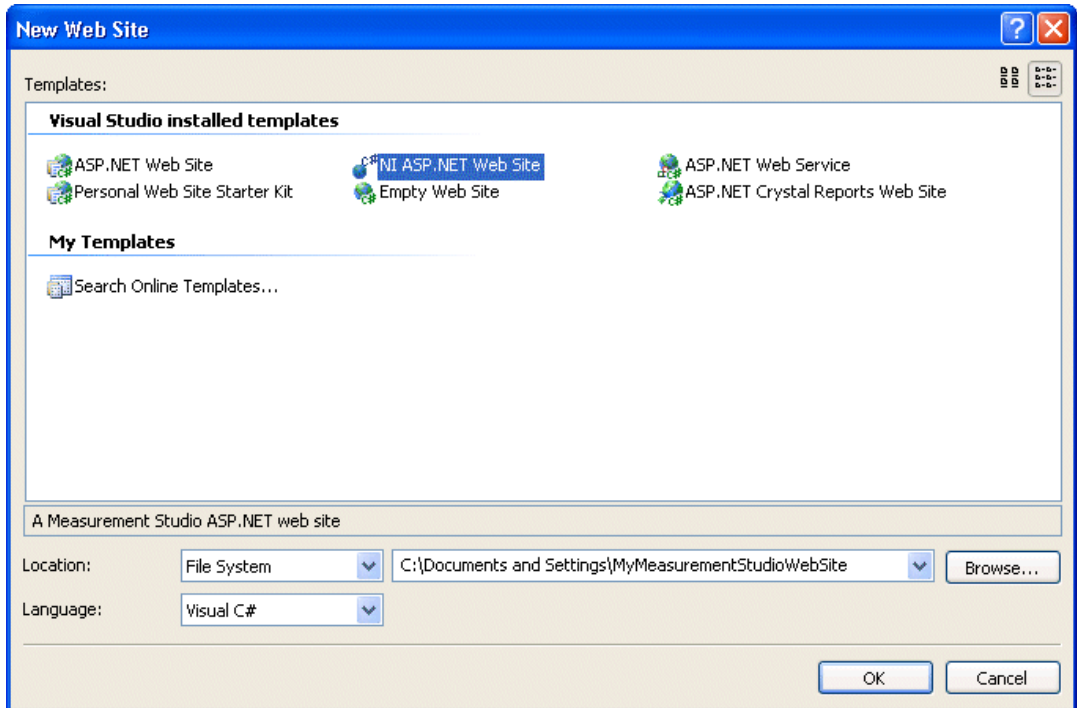 New Web Site
Templates:
Visual Studio installed templates
ASP.NET Web Site
NI ASP.NET Web Site
ASP.NET Web Service
Personal Web Site Starter Kit
Empty Web Site
ASP.NET Crystal Reports Web Site
My Templates
Search Online Templates...
A Measurement Studio ASP.NET web site
Location:
File System
C:\Documents and Settings\MyMeasurementStudioWebSite
Browse...
Language:
Visual C#
OK
Cancel